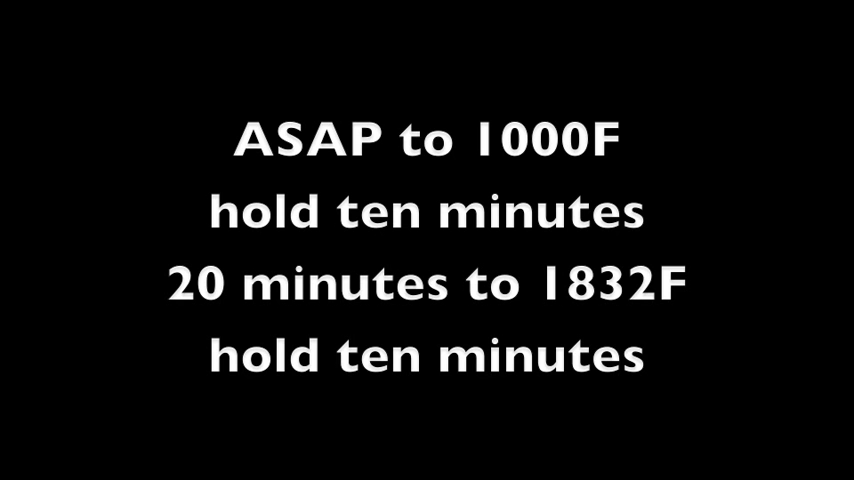 ASAP to 1000F
hold ten minutes
20 minutes to 1832F
hold ten minutes